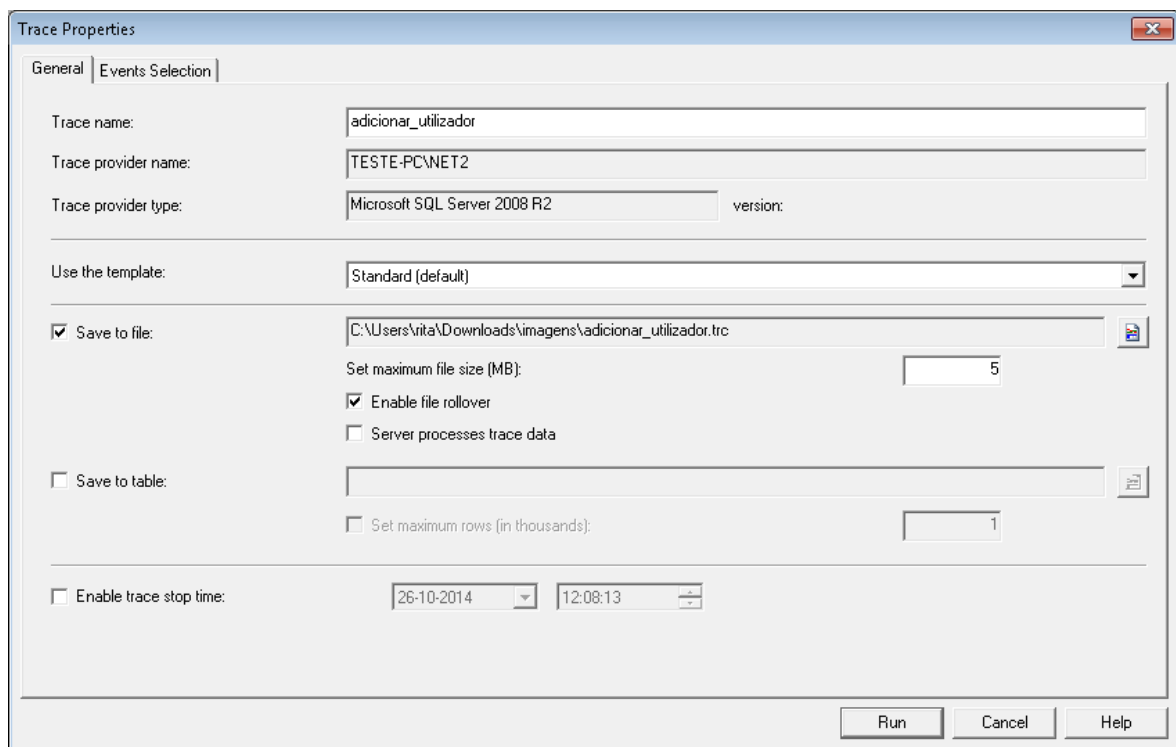 Trace Properties
General Events Selection
Trace name: adicionar_utilizador
Trace provider name: TESTE-PC\NET2
Trace provider type: Microsoft SQL Server 2008 R2 version:
Use the template: Standard (default)
Save to file: C:\Users\rita\Downloads\imagens\adicionar_utilizador.trc
Set maximum file size (MB): 5
Enable file rollover
Server processes trace data
Save to table:
Set maximum rows (in thousands): 1
Enable trace stop time: 26-10-2014 12:08:13
Run Cancel Help